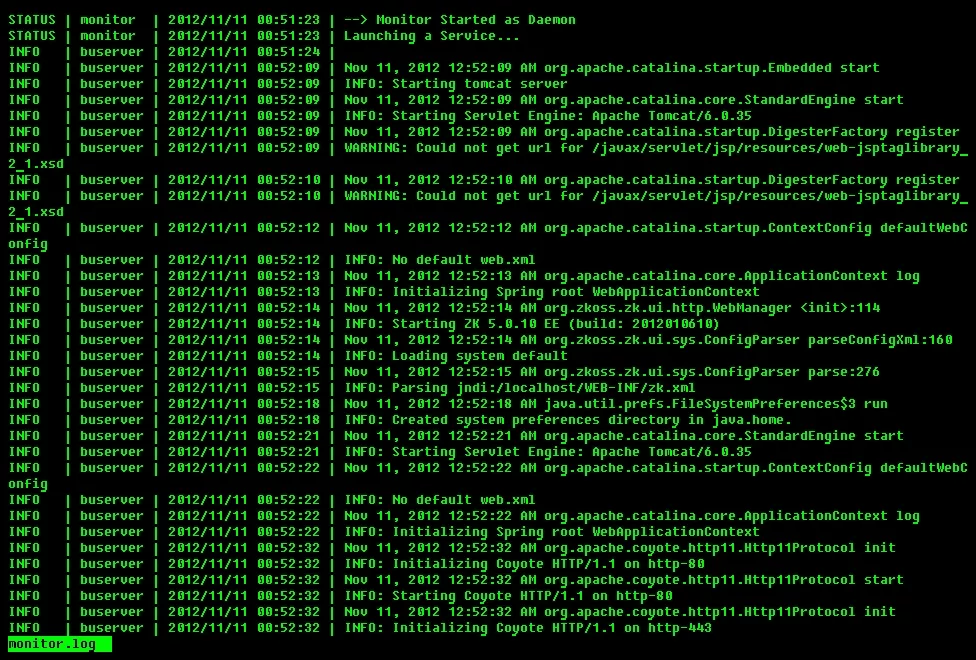 STATUS | monitor  | 2012/11/11 00:51:23 | --> Monitor Started as Daemon
STATUS | monitor  | 2012/11/11 00:51:23 | Launching a Service...
INFO   | buserver | 2012/11/11 00:51:24 |
INFO   | buserver | 2012/11/11 00:52:09 | Nov 11, 2012 12:52:09 AM org.apache.catalina.startup.Embedded start
INFO   | buserver | 2012/11/11 00:52:09 | INFO: Starting tomcat server
INFO   | buserver | 2012/11/11 00:52:09 | Nov 11, 2012 12:52:09 AM org.apache.catalina.core.StandardEngine start
INFO   | buserver | 2012/11/11 00:52:09 | INFO: Starting Servlet Engine: Apache Tomcat/6.0.35
INFO   | buserver | 2012/11/11 00:52:09 | Nov 11, 2012 12:52:09 AM org.apache.catalina.startup.DigesterFactory register
INFO   | buserver | 2012/11/11 00:52:09 | WARNING: Could not get url for /javax/servlet/jsp/resources/web-jsptaglibrary_
2_1.xsd
INFO   | buserver | 2012/11/11 00:52:10 | Nov 11, 2012 12:52:10 AM org.apache.catalina.startup.DigesterFactory register
INFO   | buserver | 2012/11/11 00:52:10 | WARNING: Could not get url for /javax/servlet/jsp/resources/web-jsptaglibrary_
2_1.xsd
INFO   | buserver | 2012/11/11 00:52:12 | Nov 11, 2012 12:52:12 AM org.apache.catalina.startup.ContextConfig defaultWebC
onfig
INFO   | buserver | 2012/11/11 00:52:12 | INFO: No default web.xml
INFO   | buserver | 2012/11/11 00:52:13 | Nov 11, 2012 12:52:13 AM org.apache.catalina.core.ApplicationContext log
INFO   | buserver | 2012/11/11 00:52:13 | INFO: Initializing Spring root WebApplicationContext
INFO   | buserver | 2012/11/11 00:52:14 | Nov 11, 2012 12:52:14 AM org.zkoss.zk.ui.http.WebManager <init>:114
INFO   | buserver | 2012/11/11 00:52:14 | INFO: Starting ZK 5.0.10 EE (build: 2012010610)
INFO   | buserver | 2012/11/11 00:52:14 | Nov 11, 2012 12:52:14 AM org.zkoss.zk.ui.sys.ConfigParser parseConfigXml:160
INFO   | buserver | 2012/11/11 00:52:14 | INFO: Loading system default
INFO   | buserver | 2012/11/11 00:52:15 | Nov 11, 2012 12:52:15 AM org.zkoss.zk.ui.sys.ConfigParser parse:276
INFO   | buserver | 2012/11/11 00:52:15 | INFO: Parsing jndi:/localhost/WEB-INF/zk.xml
INFO   | buserver | 2012/11/11 00:52:18 | Nov 11, 2012 12:52:18 AM java.util.prefs.FileSystemPreferences$3 run
INFO   | buserver | 2012/11/11 00:52:18 | INFO: Created system preferences directory in java.home.
INFO   | buserver | 2012/11/11 00:52:21 | Nov 11, 2012 12:52:21 AM org.apache.catalina.core.StandardEngine start
INFO   | buserver | 2012/11/11 00:52:21 | INFO: Starting Servlet Engine: Apache Tomcat/6.0.35
INFO   | buserver | 2012/11/11 00:52:22 | Nov 11, 2012 12:52:22 AM org.apache.catalina.startup.ContextConfig defaultWebC
onfig
INFO   | buserver | 2012/11/11 00:52:22 | INFO: No default web.xml
INFO   | buserver | 2012/11/11 00:52:22 | Nov 11, 2012 12:52:22 AM org.apache.catalina.core.ApplicationContext log
INFO   | buserver | 2012/11/11 00:52:22 | INFO: Initializing Spring root WebApplicationContext
INFO   | buserver | 2012/11/11 00:52:32 | Nov 11, 2012 12:52:32 AM org.apache.coyote.http11.Http11Protocol init
INFO   | buserver | 2012/11/11 00:52:32 | INFO: Initializing Coyote HTTP/1.1 on http-80
INFO   | buserver | 2012/11/11 00:52:32 | Nov 11, 2012 12:52:32 AM org.apache.coyote.http11.Http11Protocol start
INFO   | buserver | 2012/11/11 00:52:32 | INFO: Starting Coyote HTTP/1.1 on http-80
INFO   | buserver | 2012/11/11 00:52:32 | Nov 11, 2012 12:52:32 AM org.apache.coyote.http11.Http11Protocol init
INFO   | buserver | 2012/11/11 00:52:32 | INFO: Initializing Coyote HTTP/1.1 on http-443
monitor.log